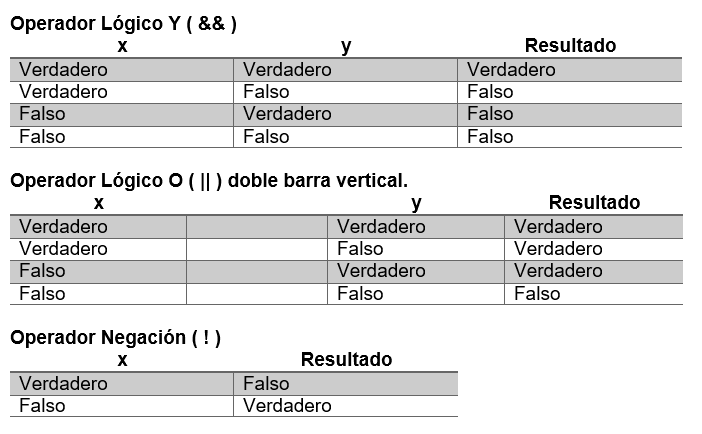 Operador Lógico Y ( && )
x y Resultado
Verdadero Verdadero Verdadero
Verdadero Falso Falso
Falso Verdadero Falso
Falso Falso Falso
Operador Lógico O ( || ) doble barra vertical.
x y Resultado
Verdadero Verdadero Verdadero
Verdadero Falso Verdadero
Falso Verdadero Verdadero
Falso Falso Falso
Operador Negación ( ! )
x Resultado
Verdadero Falso
Falso Verdadero